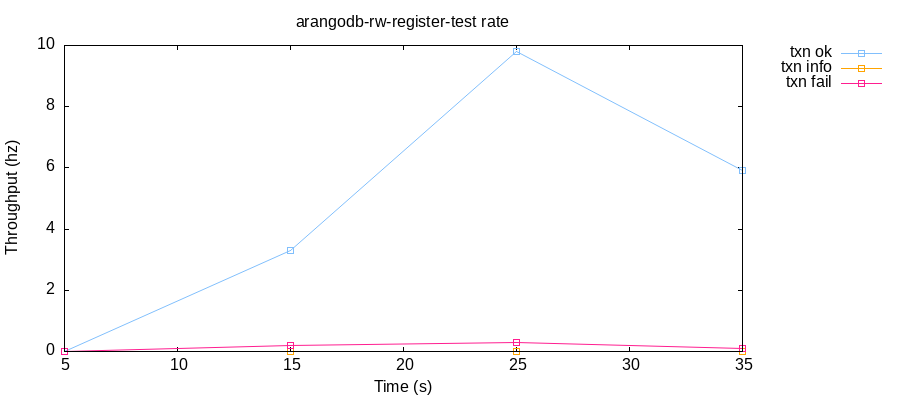 arangodb-rw-register-test rate
txn ok
txn info
txn fail
Throughput (hz)
10
8
6
4
2
0
5 10 15 20 25 30 35
Time (s)